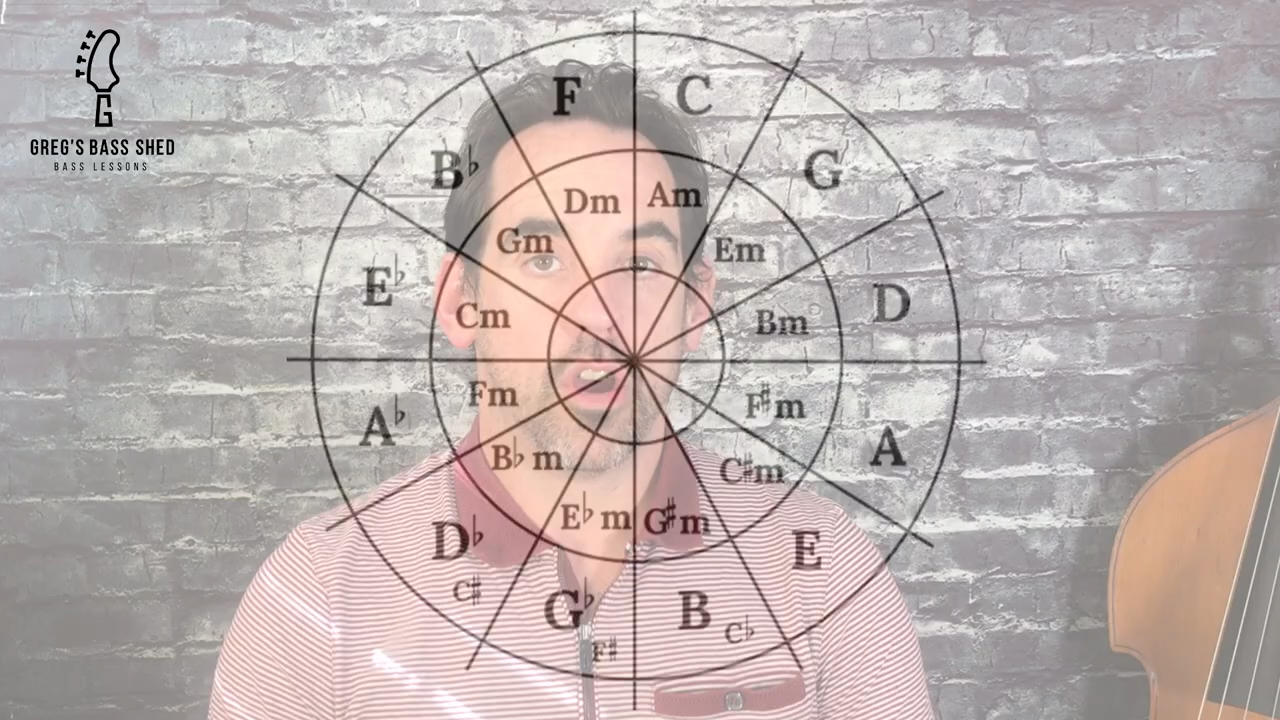 GREG'S BASS SHED
BASS LESSONS
F
C
B♭
G
Dm
Am
Gm
Em
E♭
D
Cm
Bm
Fm
F♯m
A♭
A
B♭m
C♯m
E♭m
G♯m
D♭
C♯
E
G♭
F♯
B
C♭